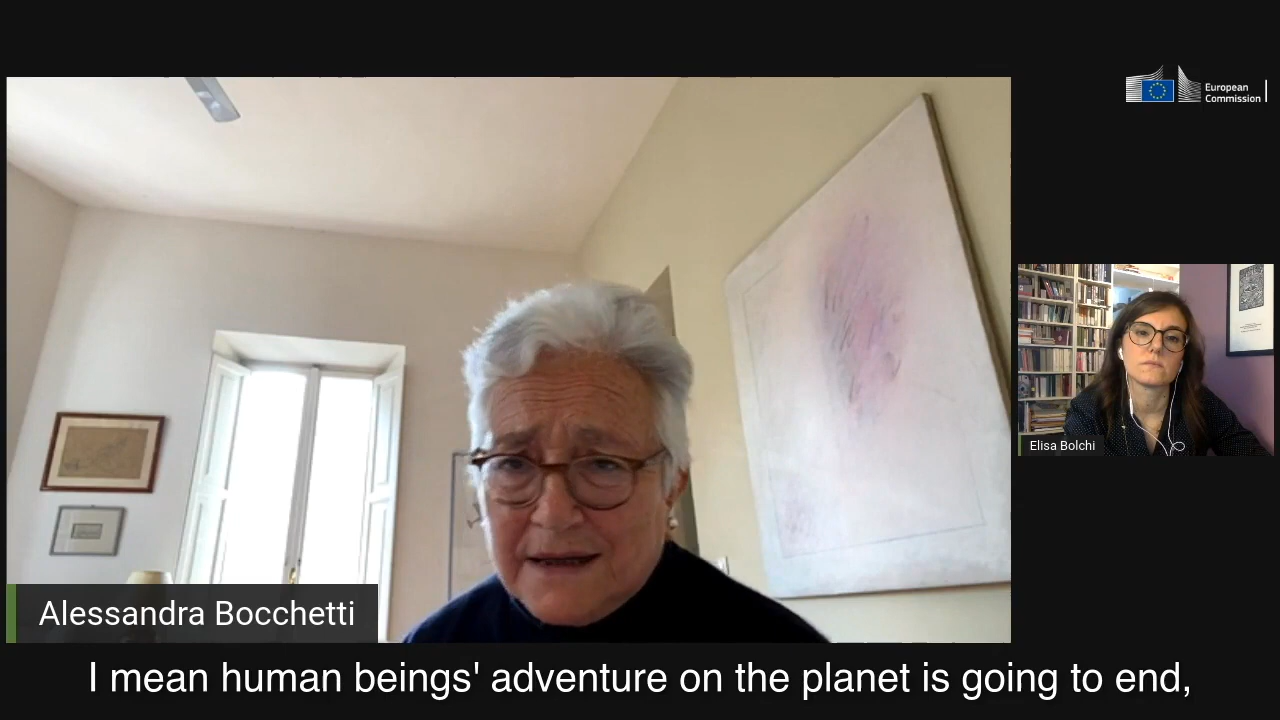 European
Commission
Elisa Bolchi
Alessandra Bocchetti
I mean human beings' adventure on the planet is going to end,